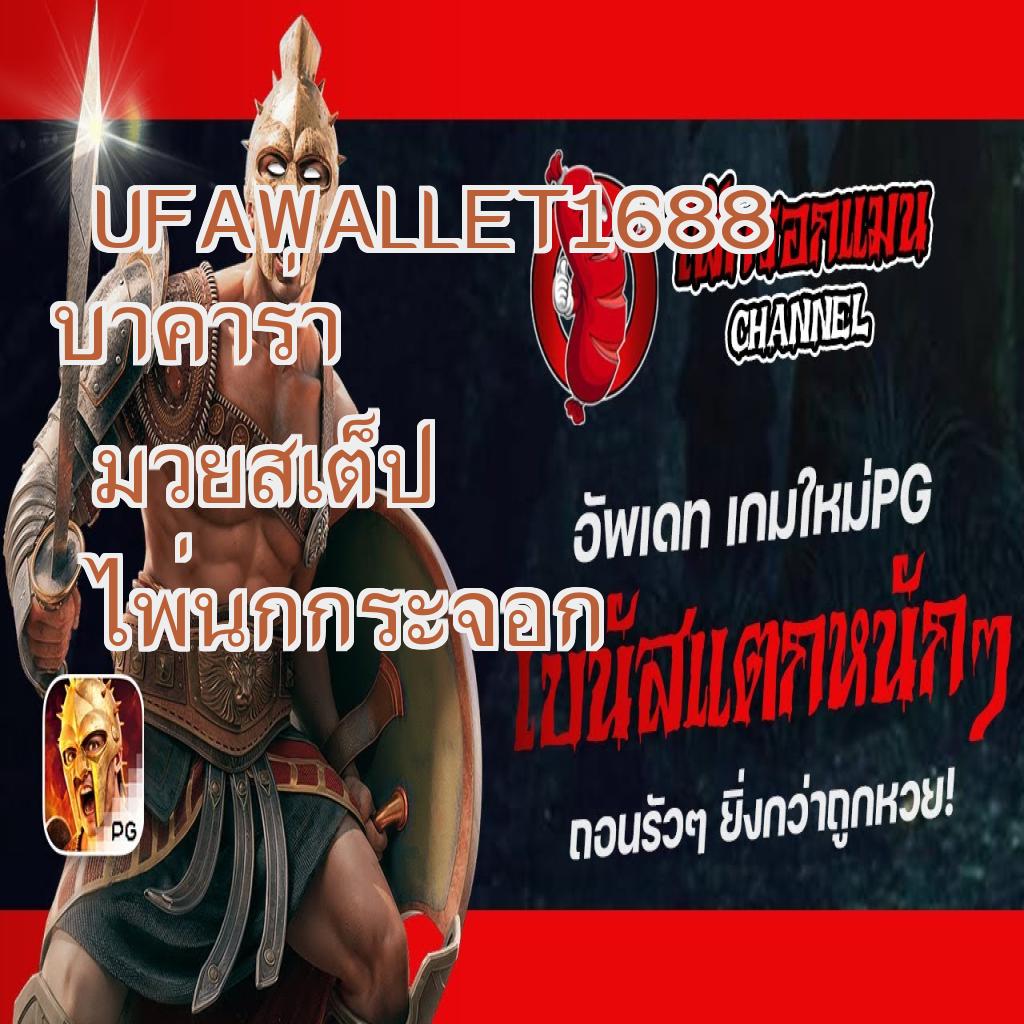 UFAWALLET1688
บาคาร่า
มวยสเต็ป
ไพ่นกกระจอก
CHANNEL
อัพเดท เกมใหม่PG
โบนัสแตกหนักๆ
ถอนรัวๆ ยิ่งกว่าถูกหวย!
PG